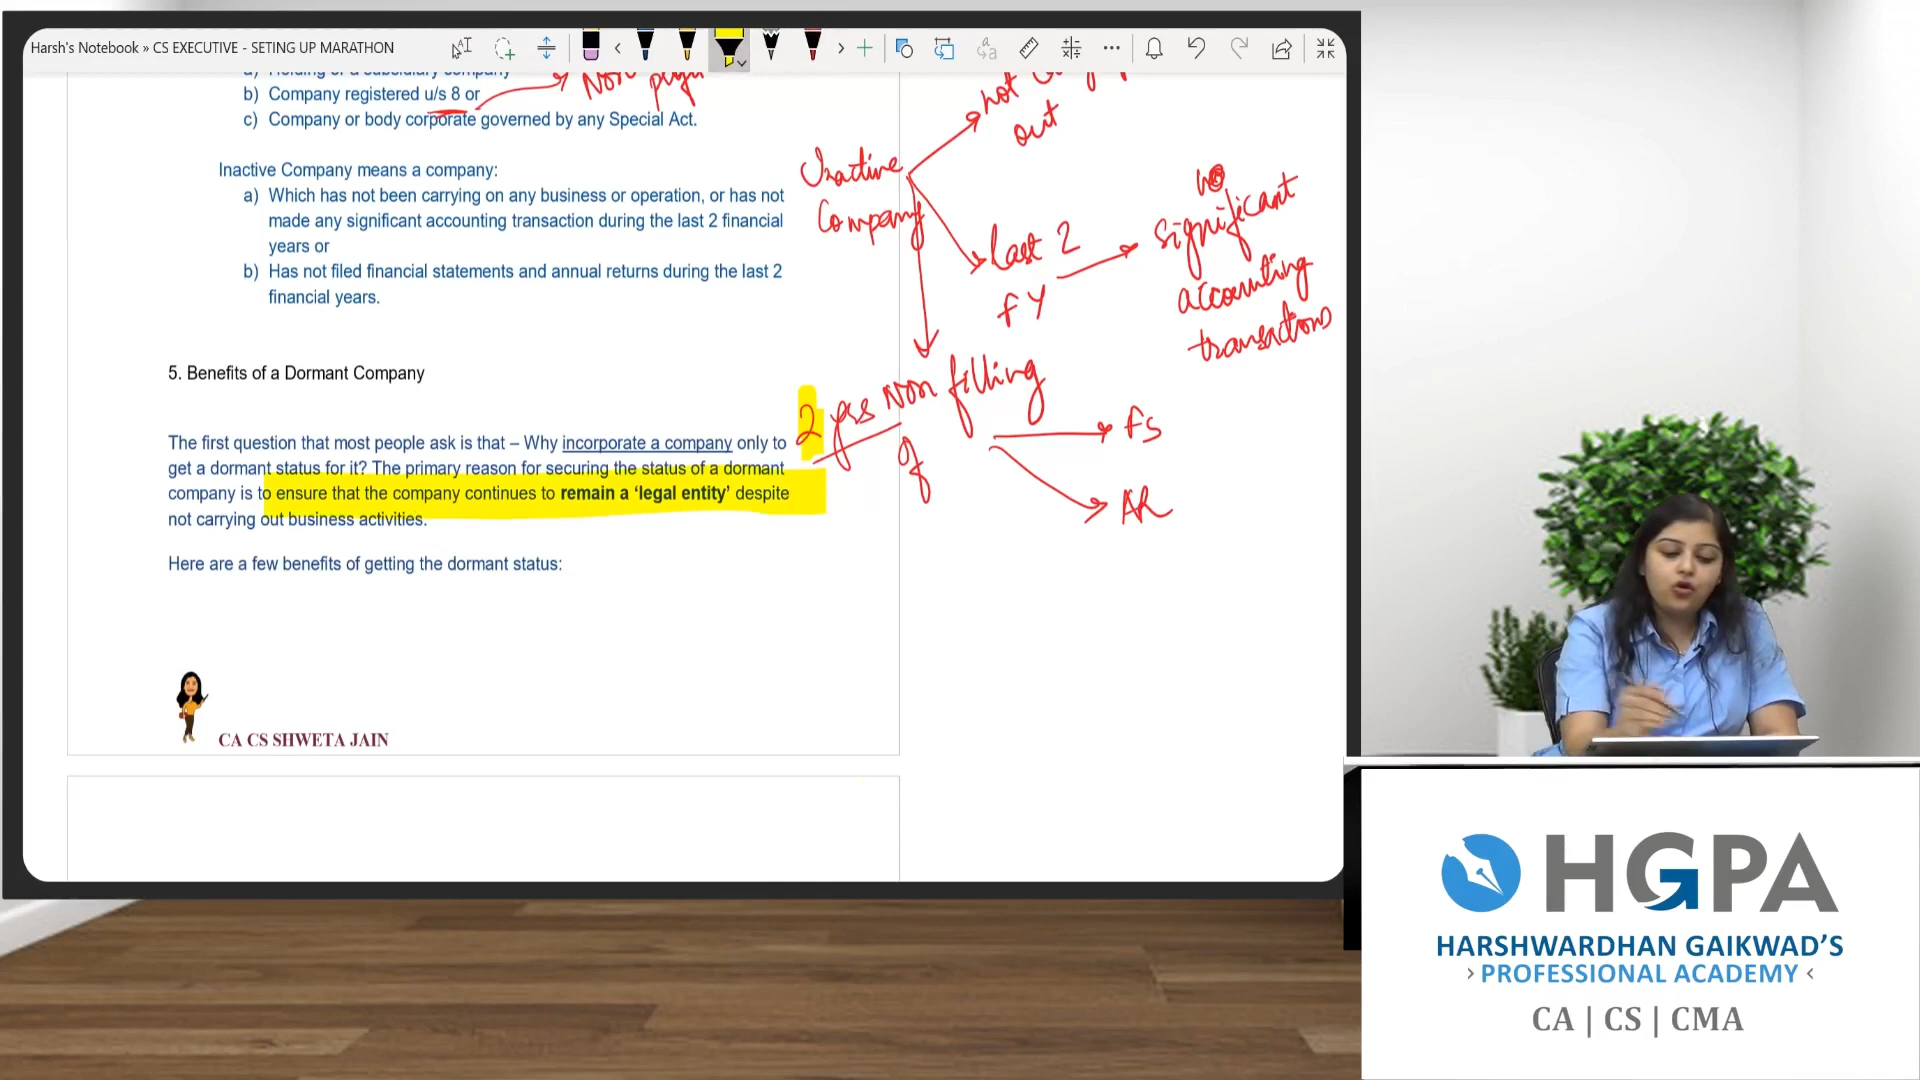 Harsh's Notebook » CS EXECUTIVE - SETING UP MARATHON
b) Company registered u/s 8 or
c) Company or body corporate governed by any Special Act.
Inactive Company means a company:
a) Which has not been carrying on any business or operation, or has not
made any significant accounting transaction during the last 2 financial
years or
b) Has not filed financial statements and annual returns during the last 2
financial years.
5. Benefits of a Dormant Company
The first question that most people ask is that – Why incorporate a company only to
get a dormant status for it? The primary reason for securing the status of a dormant
company is to ensure that the company continues to remain a ‘legal entity’ despite
not carrying out business activities.
Here are a few benefits of getting the dormant status:
CA CS SHWETA JAIN
Non
not
out
Inactive
Company
last 2
FY
no
significant
accounting
transactions
2 yrs Non filling
of
FS
AR
HGPA
HARSHWARDHAN GAIKWAD’S
› PROFESSIONAL ACADEMY ‹
CA | CS | CMA